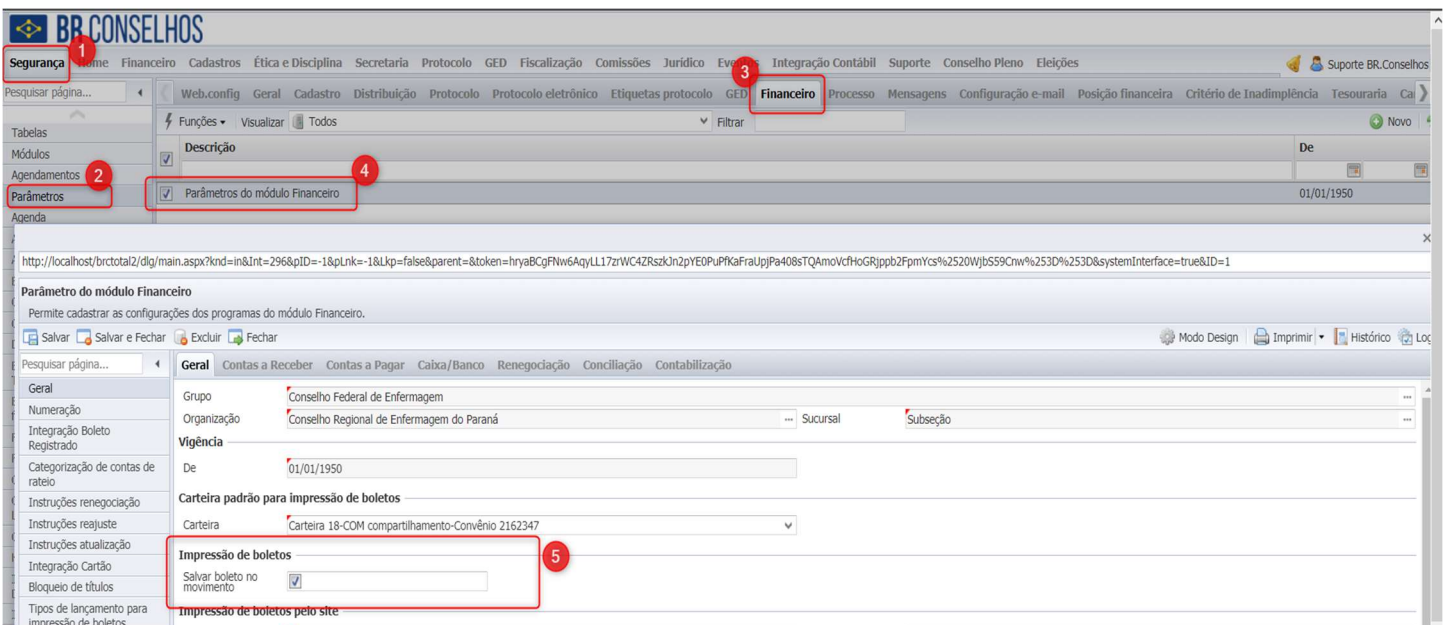 BR.CONSELHOS
1
Segurança Home Financeiro Cadastros Ética e Disciplina Secretaria Protocolo GED Fiscalização Comissões Jurídico Eventos Integração Contábil Suporte Conselho Pleno Eleições Suporte BR.Conselhos
3
Pesquisar página... Web.config Geral Cadastro Distribuição Protocolo Protocolo eletrônico Etiquetas protocolo GED Financeiro Processo Mensagens Configuração e-mail Posição financeira Critério de Inadimplência Tesouraria
Funções Visualizar Todos Filtrar Novo
Tabelas
Descrição De
Módulos
Agendamentos 2
4
Parâmetros Parâmetros do módulo Financeiro 01/01/1950
Agenda
http://localhost/brctotal2/dlg/main.aspx?knd=in&Int=296&pID=-1&pLnk=-1&Lkp=false&parent=&token=hryaBCgFNw6AqyLL17zrWC4ZRszkJn2pYE0PuPfKaFraUpjPa408sTQAmoVcfHoGRjppb2FpmYcs%2520WjbS59Cnw%253D%253D&systemInterface=true&ID=1
Parâmetro do módulo Financeiro
Permite cadastrar as configurações dos programas do módulo Financeiro.
Salvar Salvar e Fechar Excluir Fechar Modo Design Imprimir Histórico Log
Pesquisar página... Geral Contas a Receber Contas a Pagar Caixa/Banco Renegociação Conciliação Contabilização
Geral
Numeração
Integração Boleto
Registrado
Categorização de contas de
rateio
Instruções renegociação
Instruções reajuste
Instruções atualização
Integração Cartão
Bloqueio de títulos
Tipos de lançamento para
impressão de boletos
Grupo Conselho Federal de Enfermagem ...
Organização Conselho Regional de Enfermagem do Paraná ... Sucursal Subseção ...
Vigência
De 01/01/1950
Carteira padrão para impressão de boletos
Carteira Carteira 18-COM compartilhamento-Convênio 2162347
Impressão de boletos 5
Salvar boleto no
movimento
Impressão de boletos pelo site